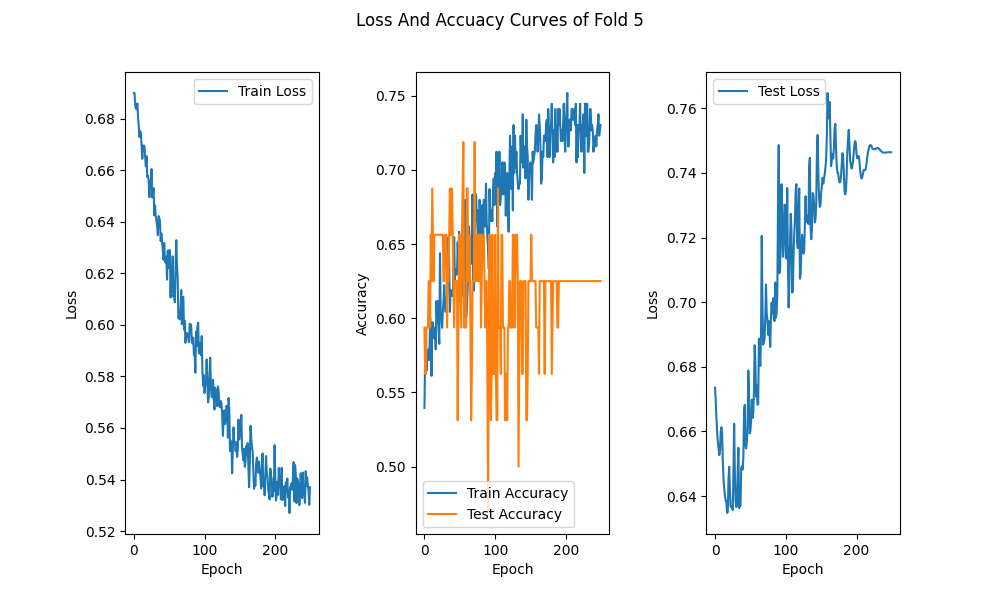 Loss And Accuacy Curves of Fold 5
Train Loss
0.68
0.66
0.64
0.62
0.60
0.58
0.56
0.54
0.52
Loss
0
100
200
Epoch
0.75
0.70
0.65
0.60
0.55
0.50
Accuracy
Train Accuracy
Test Accuracy
0
100
200
Epoch
Test Loss
0.76
0.74
0.72
0.70
0.68
0.66
0.64
Loss
0
100
200
Epoch